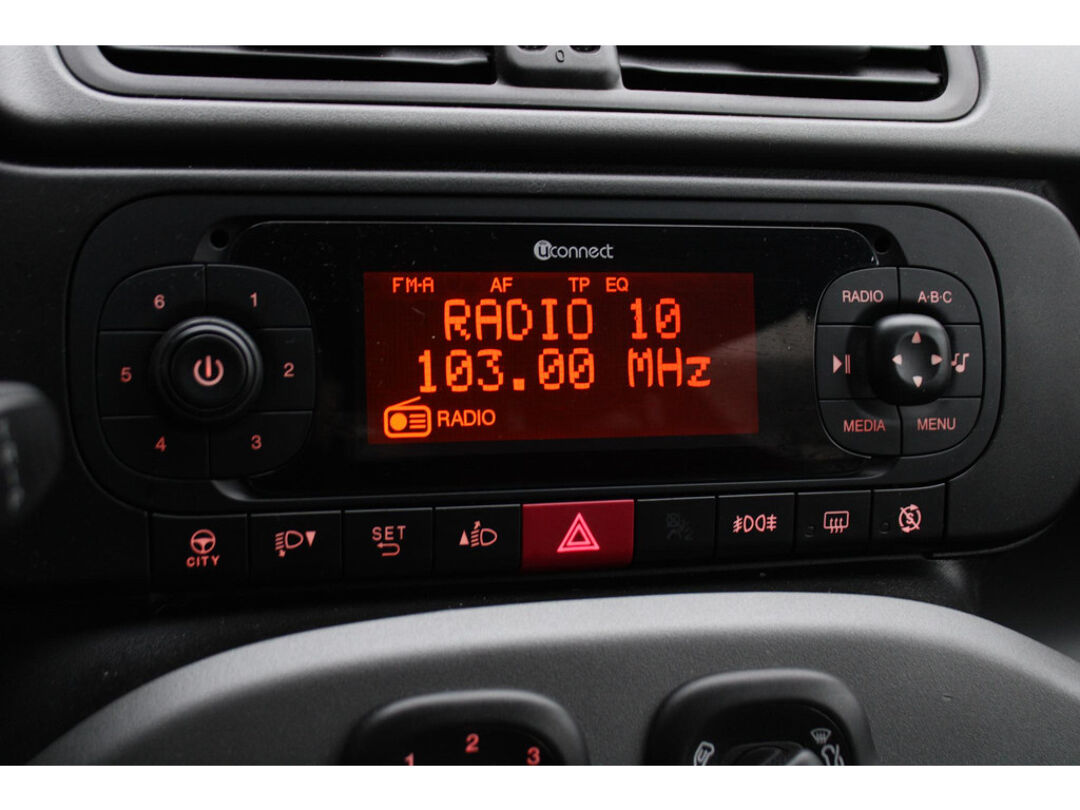 0
uconnect
FM-A AF TP EQ
RADIO 10
103.00 MHz
RADIO
6 1
5 2
4 3
RADIO A·B·C
MEDIA MENU
CITY
SET
1 2 3